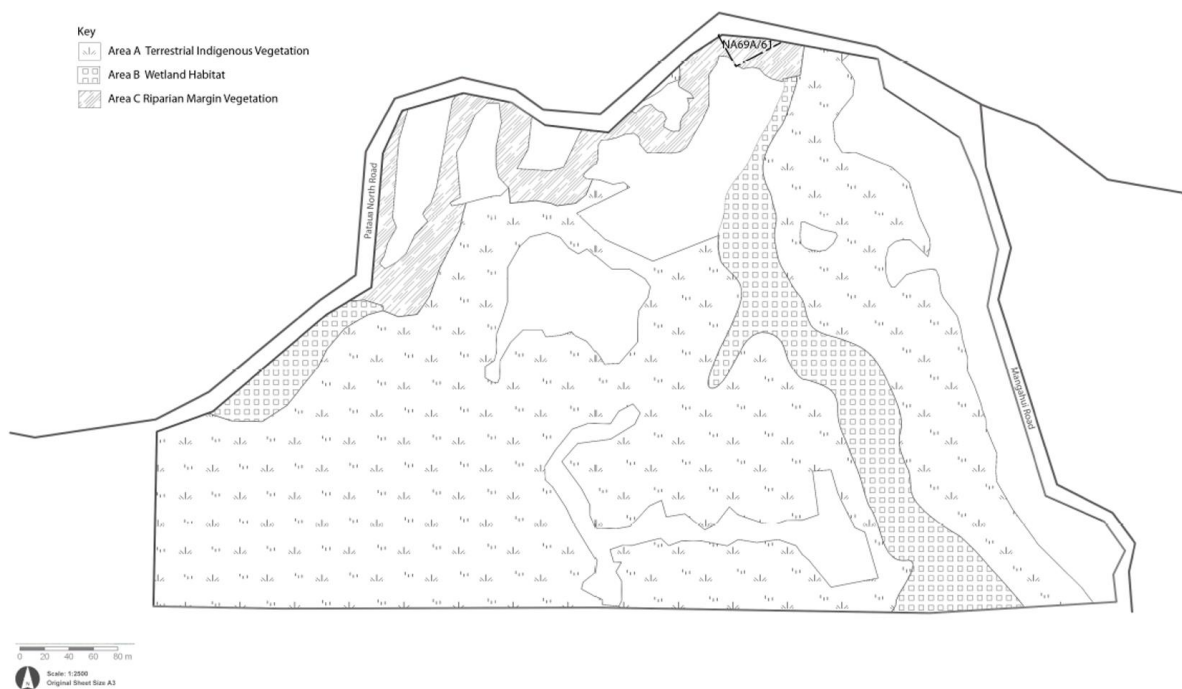 Key
Area A Terrestrial Indigenous Vegetation
Area B Wetland Habitat
Area C Riparian Margin Vegetation
NA69A/61
Pataua North Road
Mangahui Road
0 20 40 60 80 m
Scale: 1:2500
Original Sheet Size A3